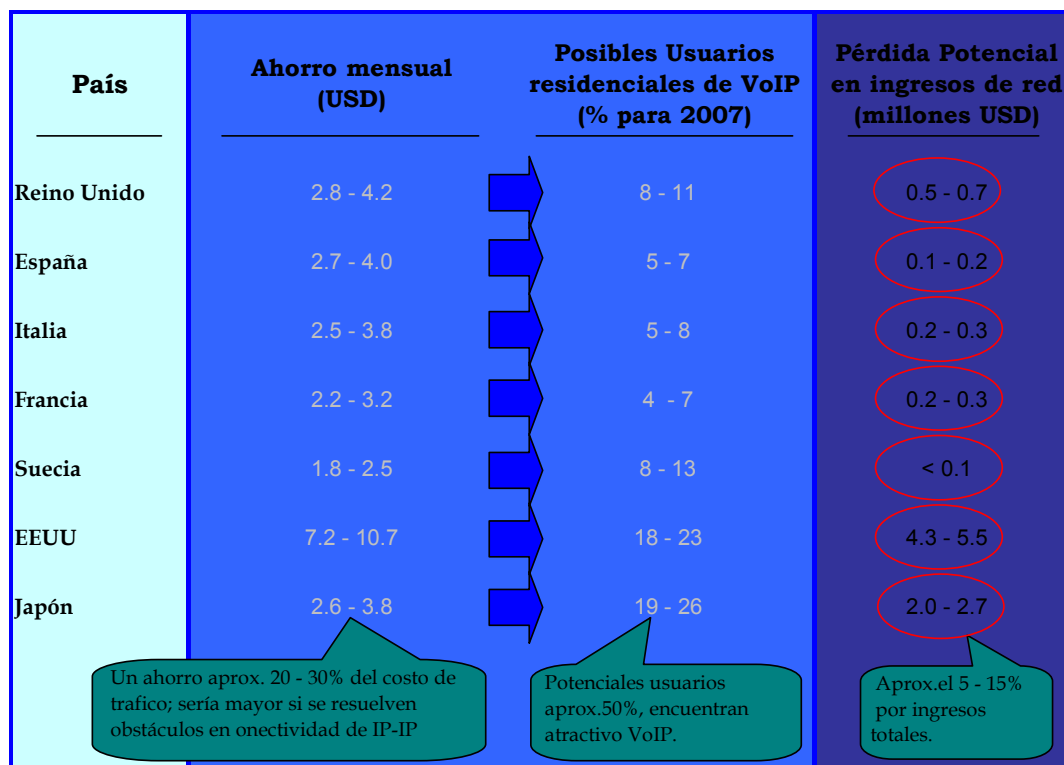 País
Ahorro mensual
(USD)
Posibles Usuarios
residenciales de VoIP
(% para 2007)
Pérdida Potencial
en ingresos de red
(millones USD)
Reino Unido 2.8 - 4.2 8 - 11 0.5 - 0.7
España 2.7 - 4.0 5 - 7 0.1 - 0.2
Italia 2.5 - 3.8 5 - 8 0.2 - 0.3
Francia 2.2 - 3.2 4 - 7 0.2 - 0.3
Suecia 1.8 - 2.5 8 - 13 < 0.1
EEUU 7.2 - 10.7 18 - 23 4.3 - 5.5
Japón 2.6 - 3.8 19 - 26 2.0 - 2.7
Un ahorro aprox. 20 - 30% del costo de
trafico; sería mayor si se resuelven
obstáculos en onectividad de IP-IP
Potenciales usuarios
aprox.50%, encuentran
atractivo VoIP.
Aprox.el 5 - 15%
por ingresos
totales.